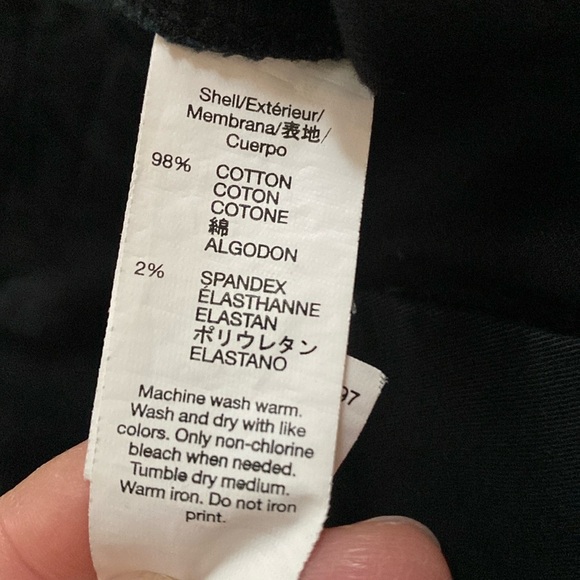 Shell/Extérieur/
Membrana/表地/
Cuerpo
98% COTTON
COTON
COTONE
綿
ALGODON
2% SPANDEX
ÉLASTHANNE
ELASTAN
ポリウレタン
ELASTANO
Machine wash warm.
Wash and dry with like
colors. Only non-chlorine
bleach when needed.
Tumble dry medium.
Warm iron. Do not iron
print.
97